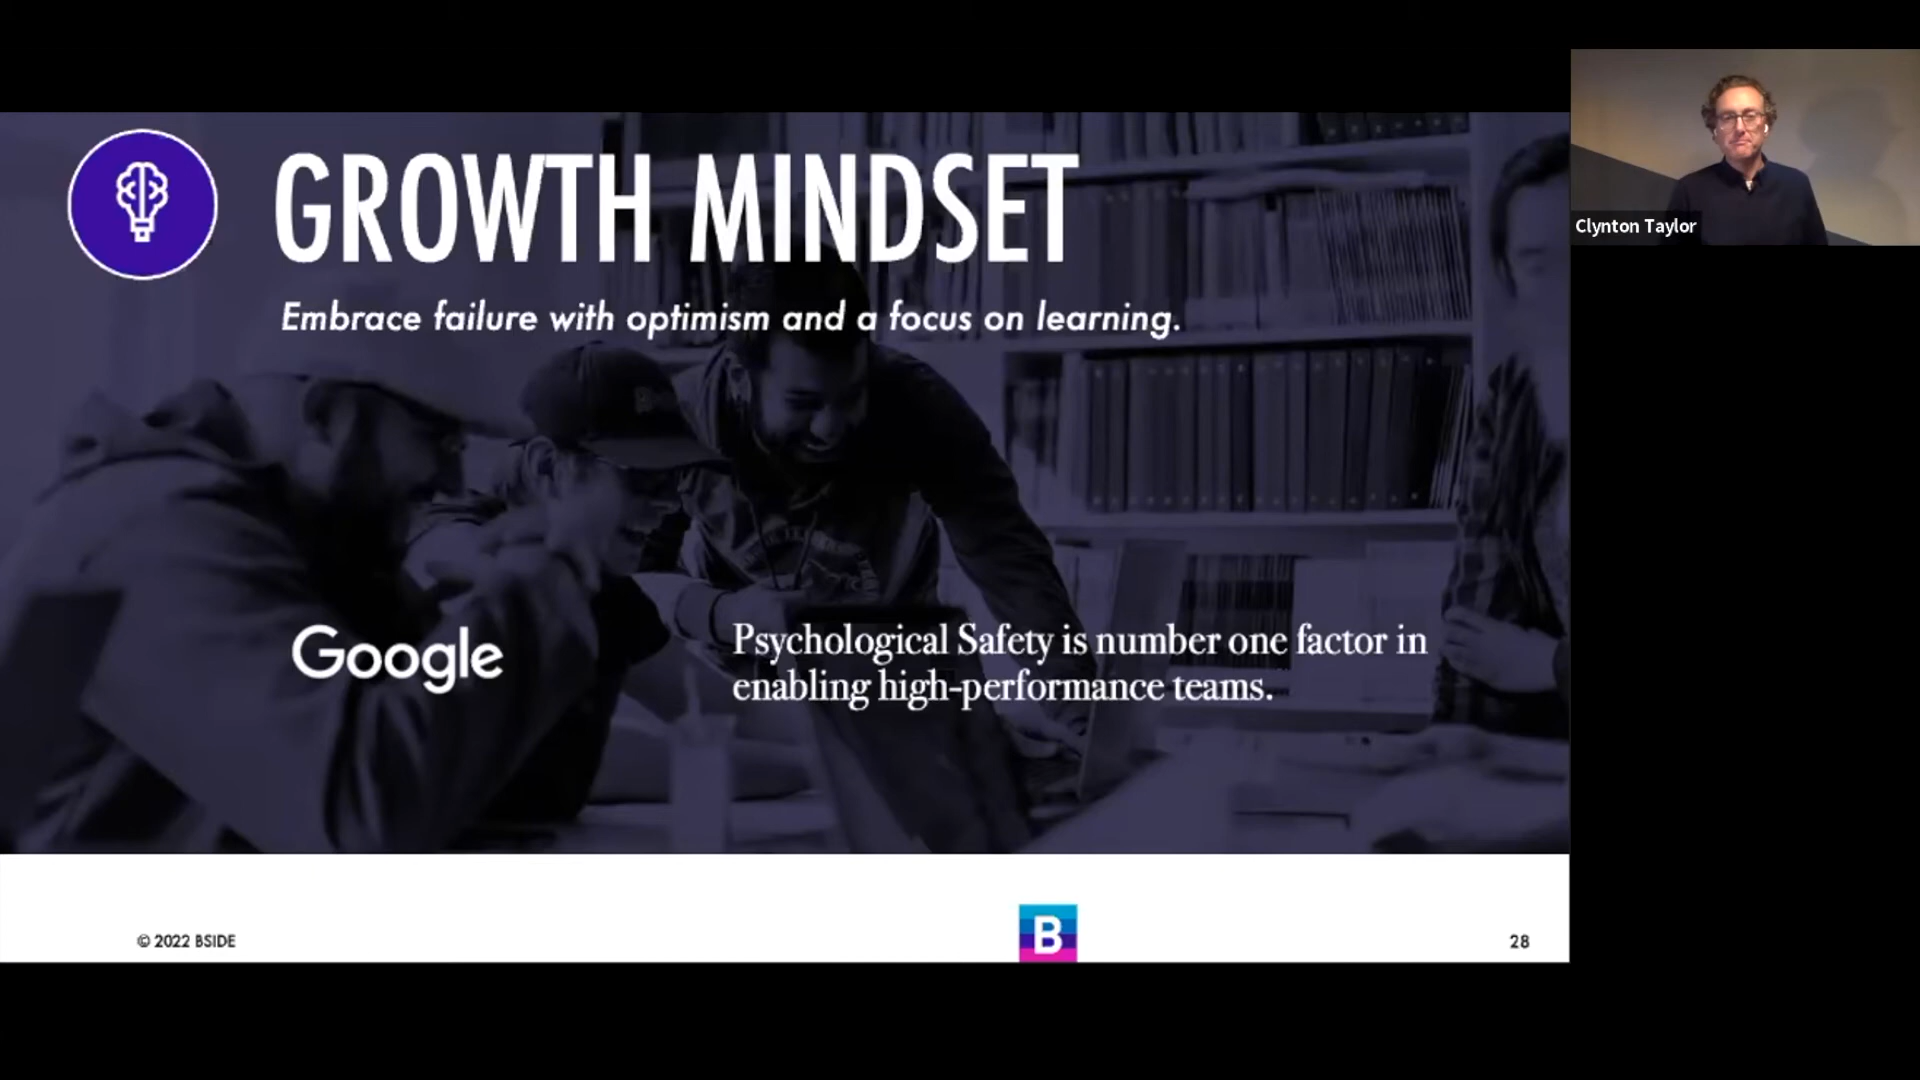 GROWTH MINDSET
Embrace failure with optimism and a focus on learning.
Google
Psychological Safety is number one factor in
enabling high-performance teams.
© 2022 BSIDE
B
28
Clynton Taylor